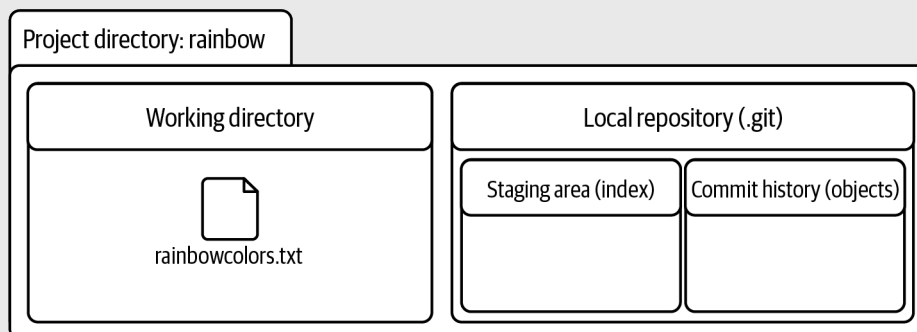 Project directory: rainbow
Working directory
rainbowcolors.txt
Local repository (.git)
Staging area (index)
Commit history (objects)